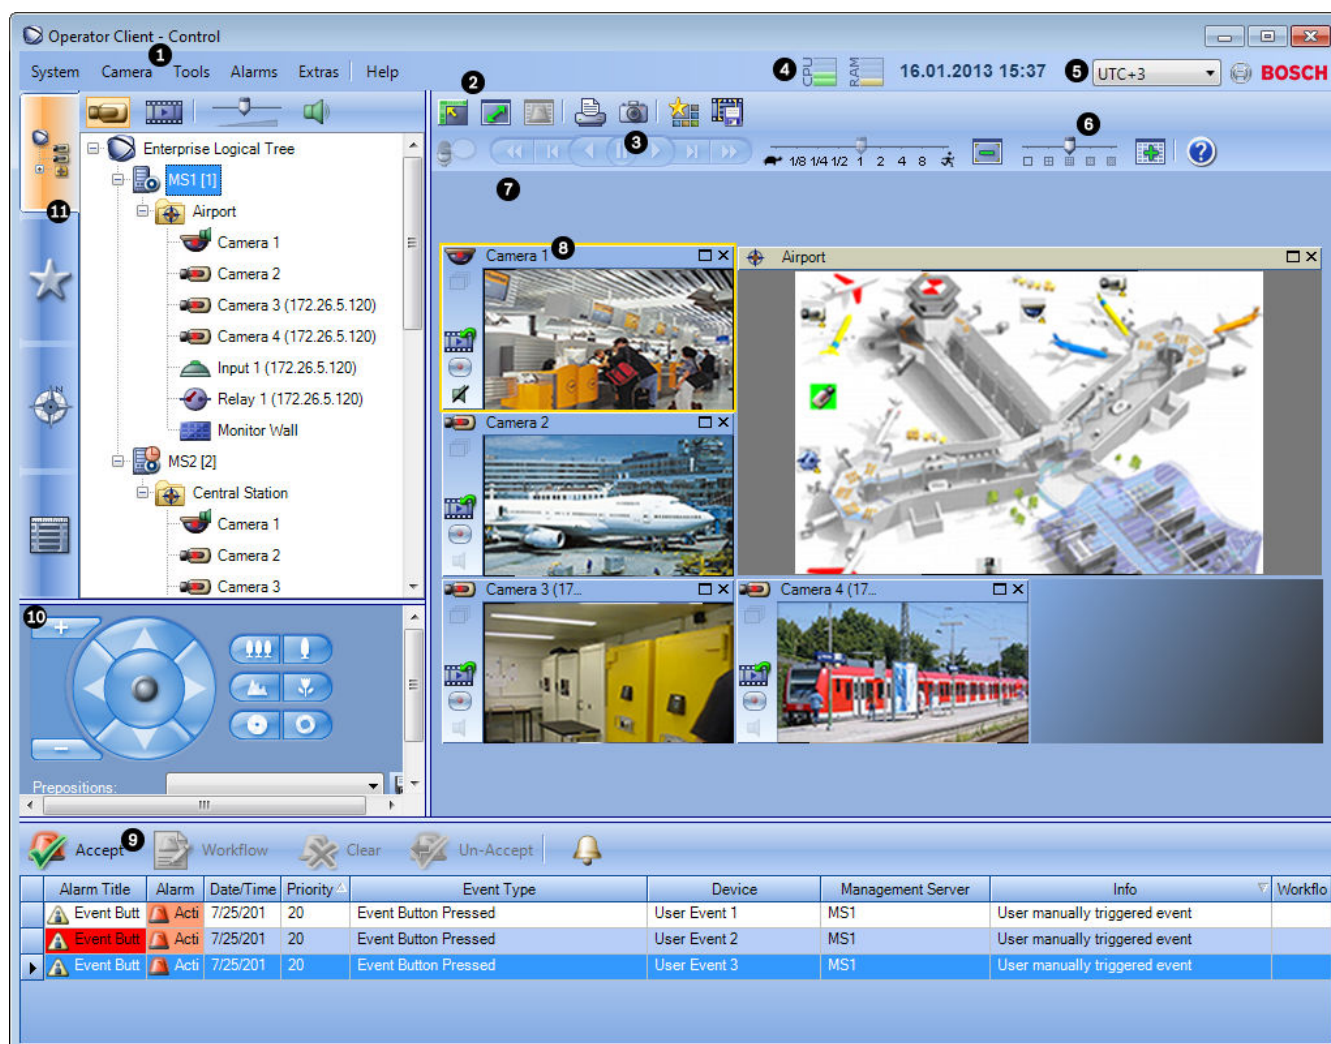 Operator Client - Control
1
System Camera Tools Alarms Extras Help
4 CPU RAM 16.01.2013 15:37 5 UTC+3 BOSCH
2
3
6
1/8 1/4 1/2 1 2 4 8
7
11
Enterprise Logical Tree
MS1 [1]
Airport
Camera 1
Camera 2
Camera 3 (172.26.5.120)
Camera 4 (172.26.5.120)
Input 1 (172.26.5.120)
Relay 1 (172.26.5.120)
Monitor Wall
MS2 [2]
Central Station
Camera 1
Camera 2
Camera 3
N
Camera 1 8
Airport
Camera 2
Camera 3 (17...
Camera 4 (17...
10
Prepositions:
Accept 9 Workflow Clear Un-Accept
Alarm Title Alarm Date/Time Priority Event Type Device Management Server Info Workflo
Event Butt Acti 7/25/201 20 Event Button Pressed User Event 1 MS1 User manually triggered event
Event Butt Acti 7/25/201 20 Event Button Pressed User Event 2 MS1 User manually triggered event
Event Butt Acti 7/25/201 20 Event Button Pressed User Event 3 MS1 User manually triggered event